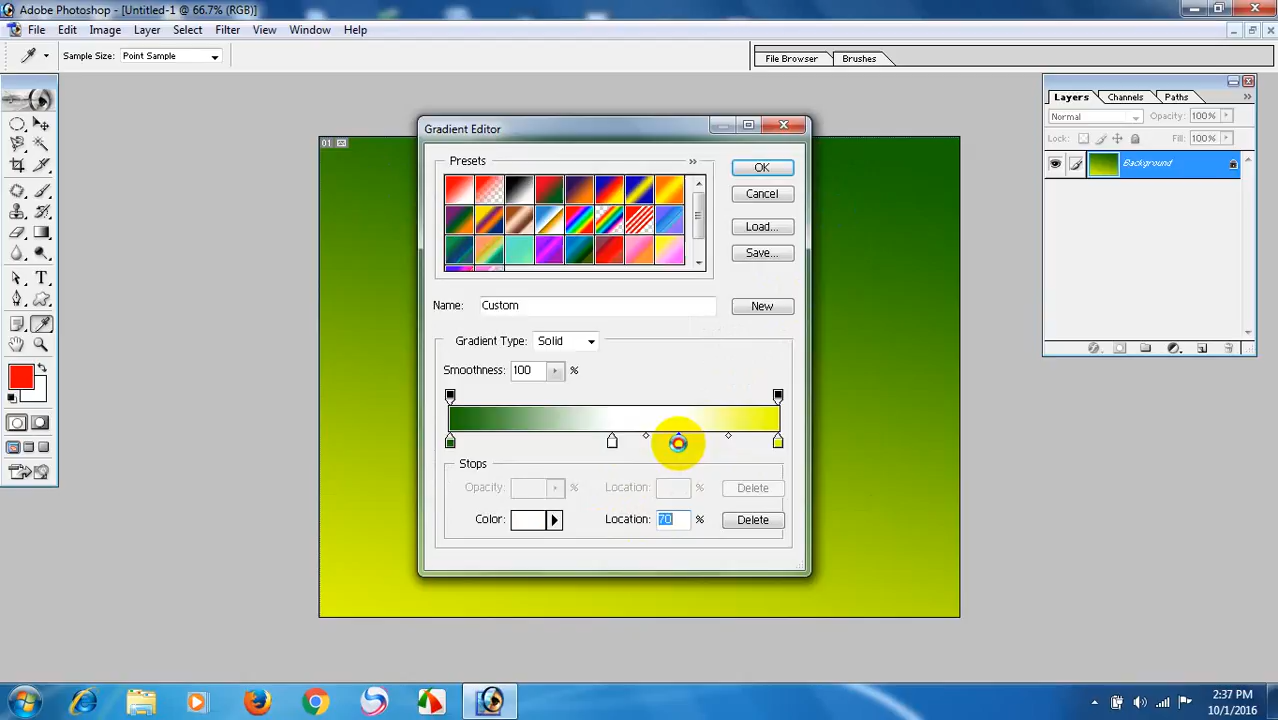 Adobe Photoshop - [Untitled-1 @ 66.7% (RGB)]
File Edit Image Layer Select Filter View Window Help
Sample Size: Point Sample
File Browser Brushes
Layers Channels Paths
Normal Opacity: 100%
Lock: Fill: 100%
Background
01
Gradient Editor
Presets
OK
Cancel
Load...
Save...
Name: Custom New
Gradient Type: Solid
Smoothness: 100 %
Stops
Opacity: % Location: % Delete
Color: Location: 70 % Delete
T
2:37 PM
10/1/2016